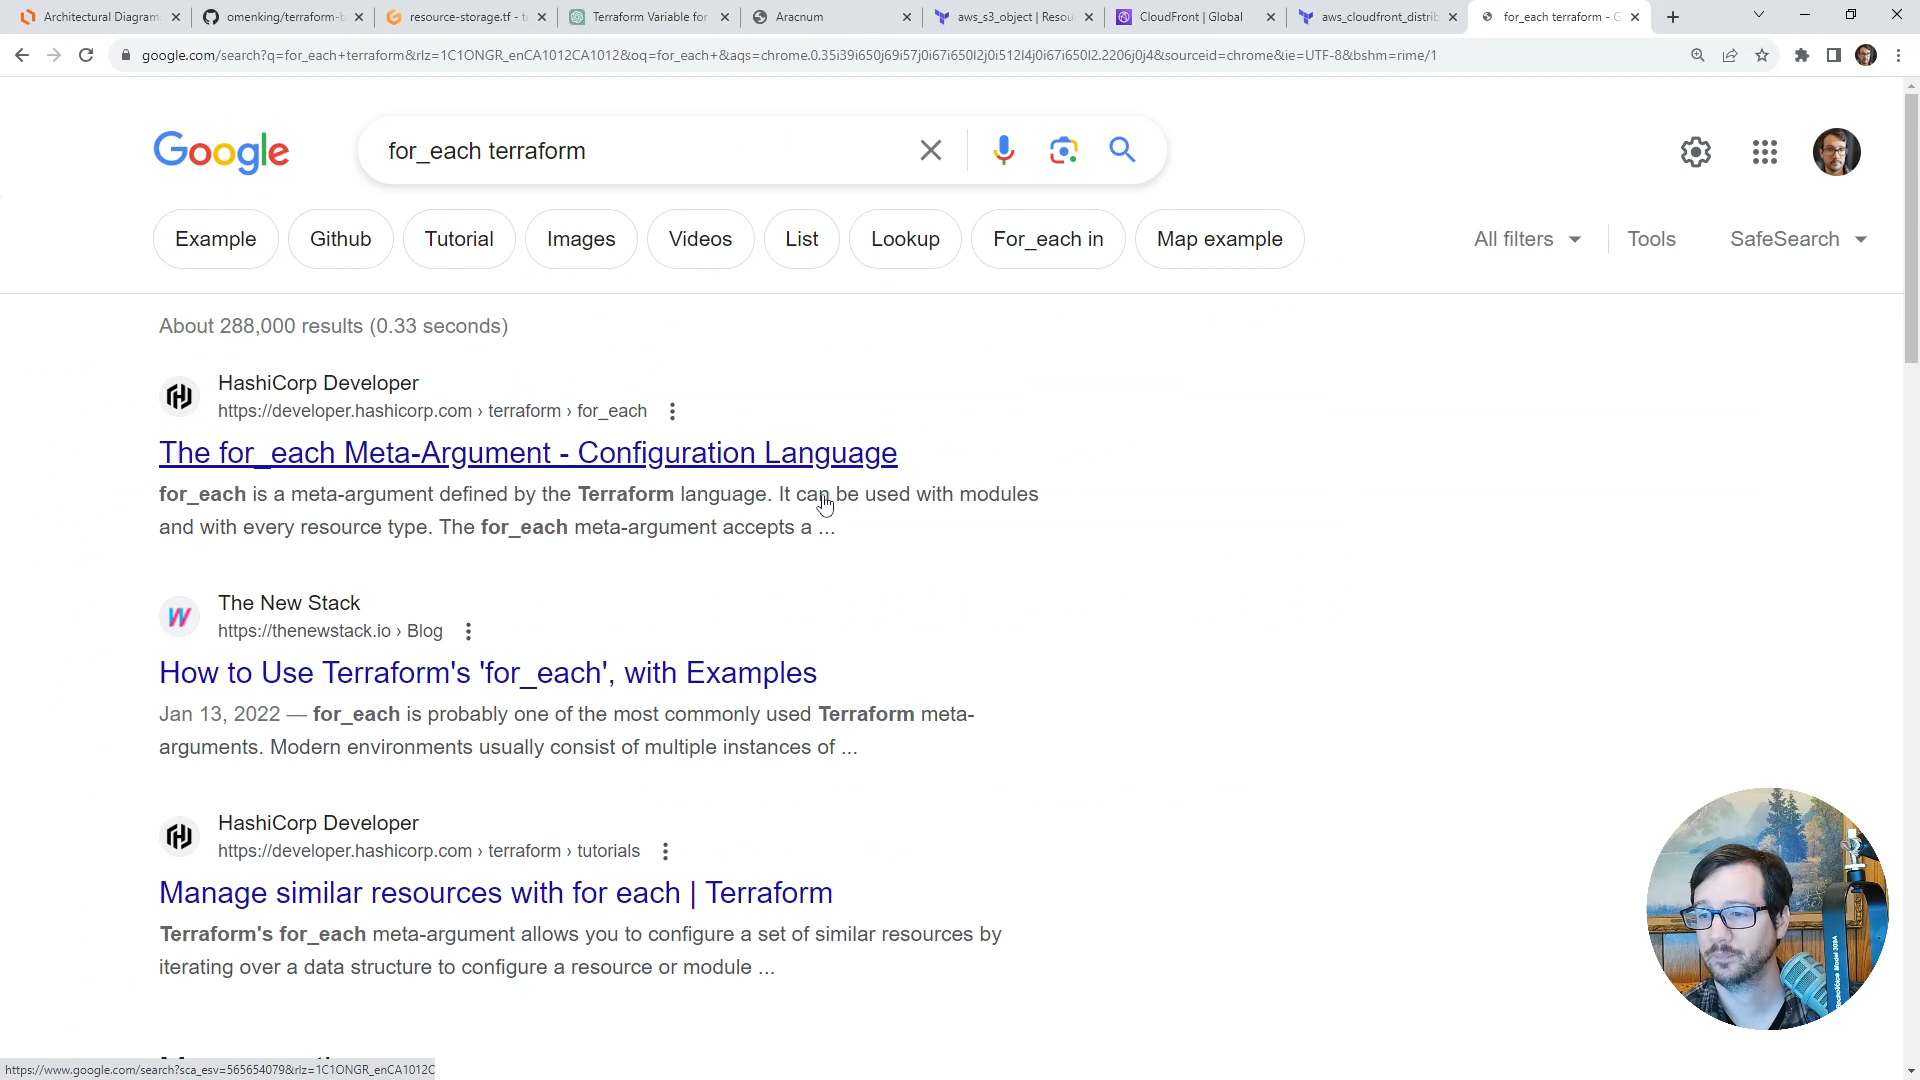 Architectural Diagram
omenking/terraform-b
resource-storage.tf - t
Terraform Variable for
Aracnum
aws_s3_object | Resou
CloudFront | Global
aws_cloudfront_distrib
for_each terraform - G
google.com/search?q=for_each+terraform&rlz=1C1ONGR_enCA1012CA1012&oq=for_each+&aqs=chrome.0.35i39i650j69i57j0i67i650l2j0i512l4j0i67i650l2.2206j0j4&sourceid=chrome&ie=UTF-8&bshm=rime/1
Google
for_each terraform
Example
Github
Tutorial
Images
Videos
List
Lookup
For_each in
Map example
All filters
Tools
SafeSearch
About 288,000 results (0.33 seconds)
HashiCorp Developer
https://developer.hashicorp.com › terraform › for_each
The for_each Meta-Argument - Configuration Language
for_each is a meta-argument defined by the Terraform language. It can be used with modules
and with every resource type. The for_each meta-argument accepts a ...
The New Stack
https://thenewstack.io › Blog
How to Use Terraform's 'for_each', with Examples
Jan 13, 2022 — for_each is probably one of the most commonly used Terraform meta-
arguments. Modern environments usually consist of multiple instances of ...
HashiCorp Developer
https://developer.hashicorp.com › terraform › tutorials
Manage similar resources with for each | Terraform
Terraform's for_each meta-argument allows you to configure a set of similar resources by
iterating over a data structure to configure a resource or module ...
https://www.google.com/search?sca_esv=565654079&rlz=1C1ONGR_enCA1012C